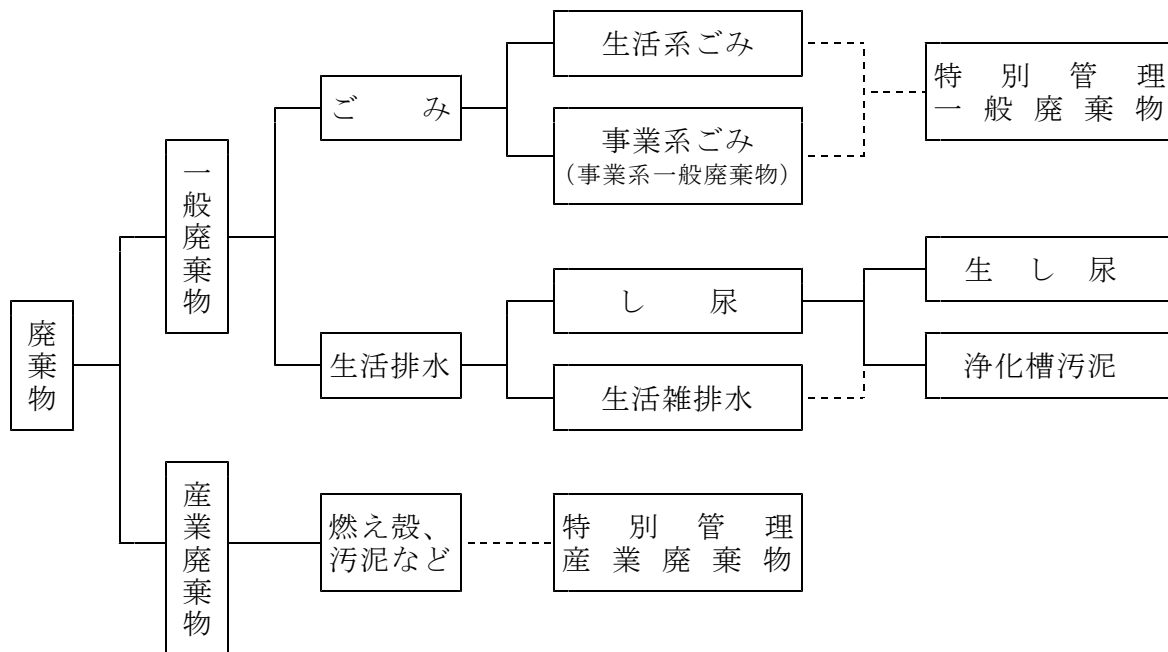 廃棄物
一般廃棄物
産業廃棄物
ごみ
生活排水
燃え殻、
汚泥など
生活系ごみ
事業系ごみ
（事業系一般廃棄物）
し尿
生活雑排水
特別管理
産業廃棄物
特別管理
一般廃棄物
生し尿
浄化槽汚泥